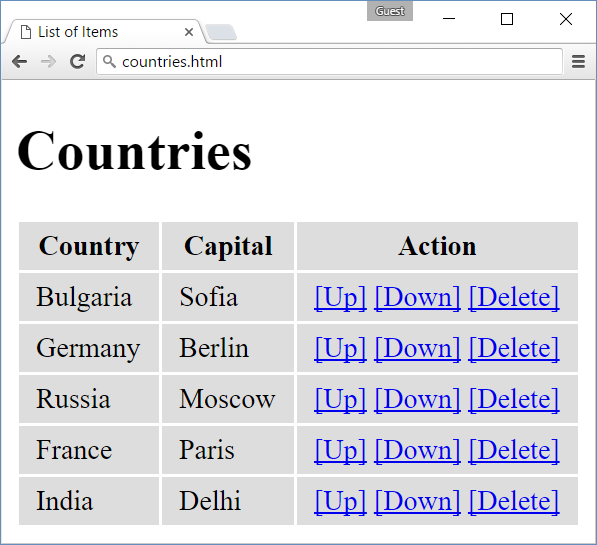 Guest
List of Items
countries.html
Countries
Country Capital Action
Bulgaria Sofia [Up] [Down] [Delete]
Germany Berlin [Up] [Down] [Delete]
Russia Moscow [Up] [Down] [Delete]
France Paris [Up] [Down] [Delete]
India Delhi [Up] [Down] [Delete]